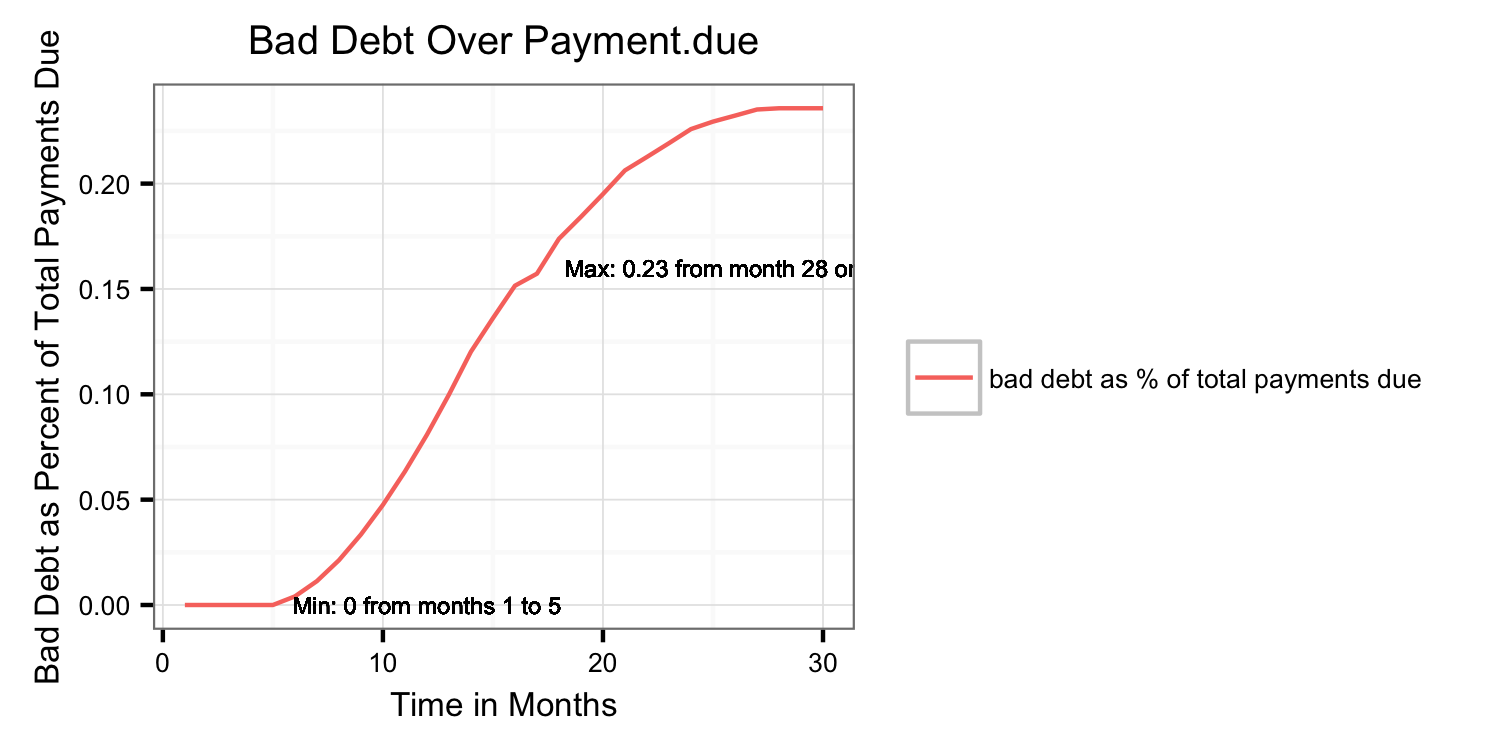 Bad Debt Over Payment.due
Bad Debt as Percent of Total Payments Due
0.20
0.15
0.10
0.05
0.00
Max: 0.23 from month 28 or
Min: 0 from months 1 to 5
0 10 20 30
Time in Months
bad debt as % of total payments due